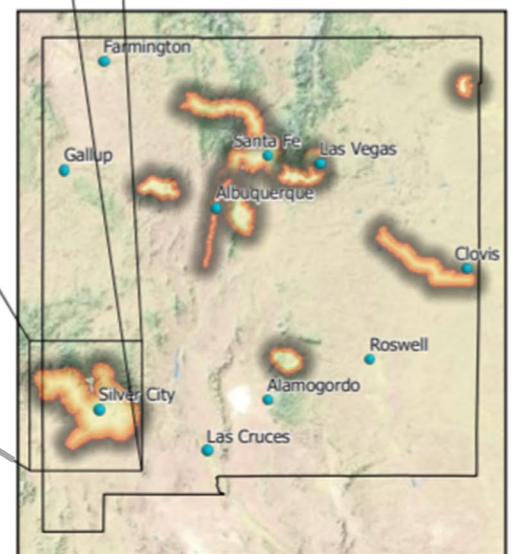 Farmington
Santa Fe
Las Vegas
Gallup
Albuquerque
Clovis
Roswell
Alamogordo
Silver City
Las Cruces